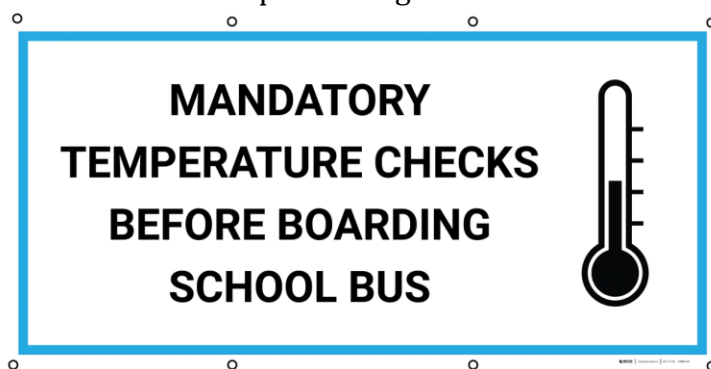 MANDATORY
TEMPERATURE CHECKS
BEFORE BOARDING
SCHOOL BUS